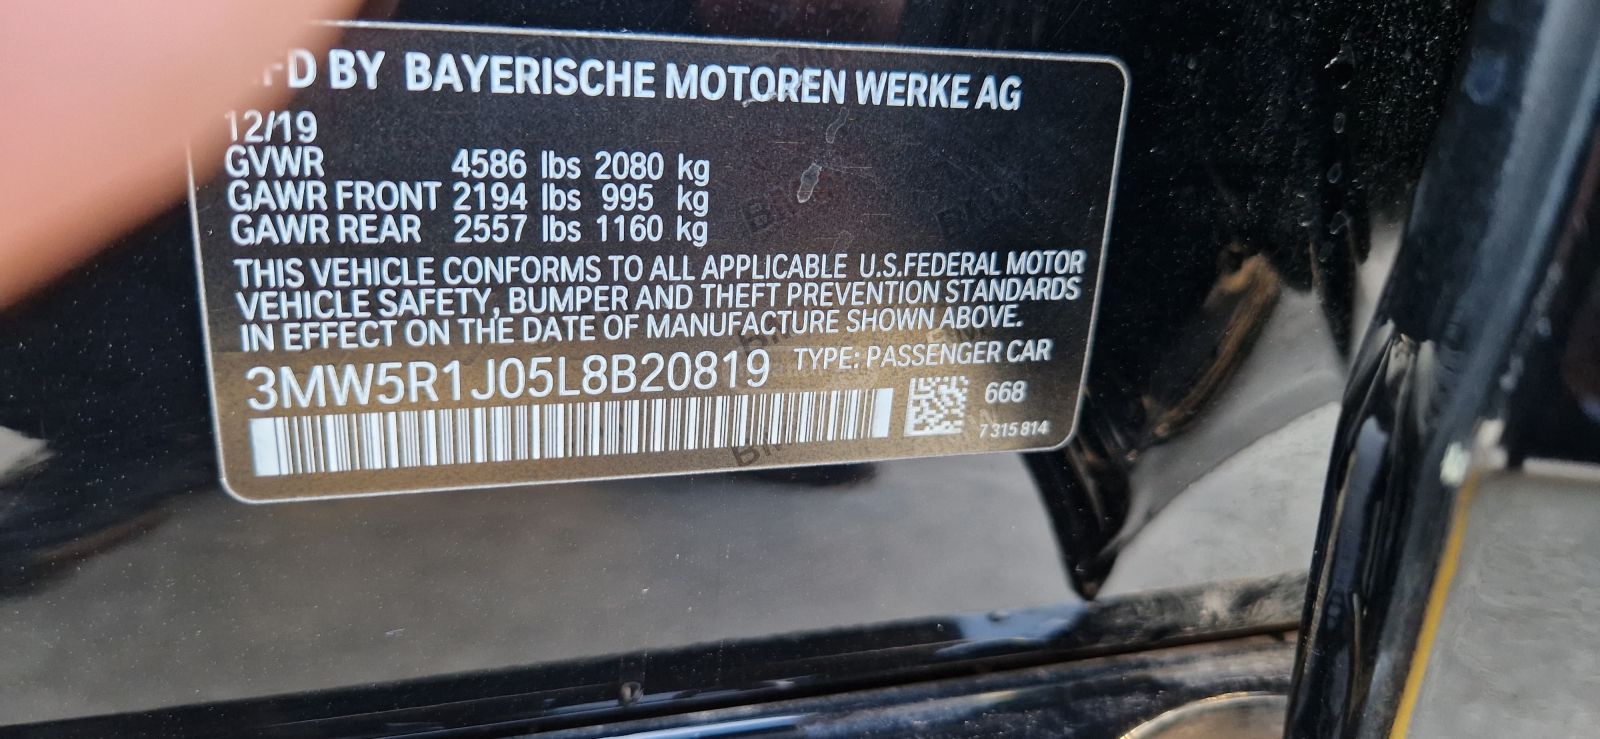 FD BY BAYERISCHE MOTOREN WERKE AG
12/19
GVWR 4586 lbs 2080 kg
GAWR FRONT 2194 lbs 995 kg
GAWR REAR 2557 lbs 1160 kg
THIS VEHICLE CONFORMS TO ALL APPLICABLE U.S.FEDERAL MOTOR
VEHICLE SAFETY, BUMPER AND THEFT PREVENTION STANDARDS
IN EFFECT ON THE DATE OF MANUFACTURE SHOWN ABOVE.
3MW5R1J05L8B20819 TYPE: PASSENGER CAR
668
7 315 814